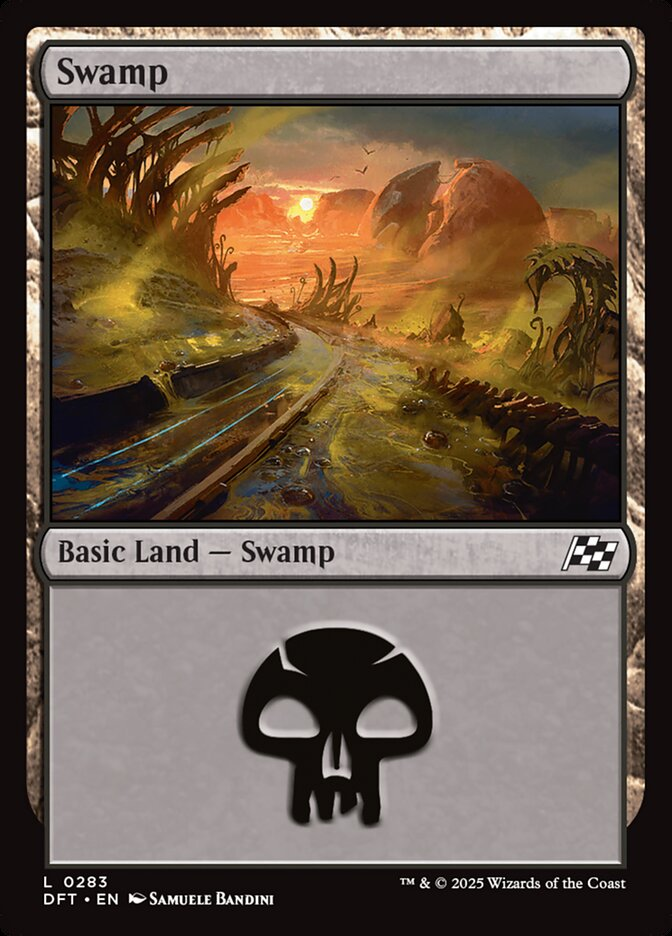 Swamp
Basic Land — Swamp
L 0283
DFT • EN Samuele Bandini
™ & © 2025 Wizards of the Coast